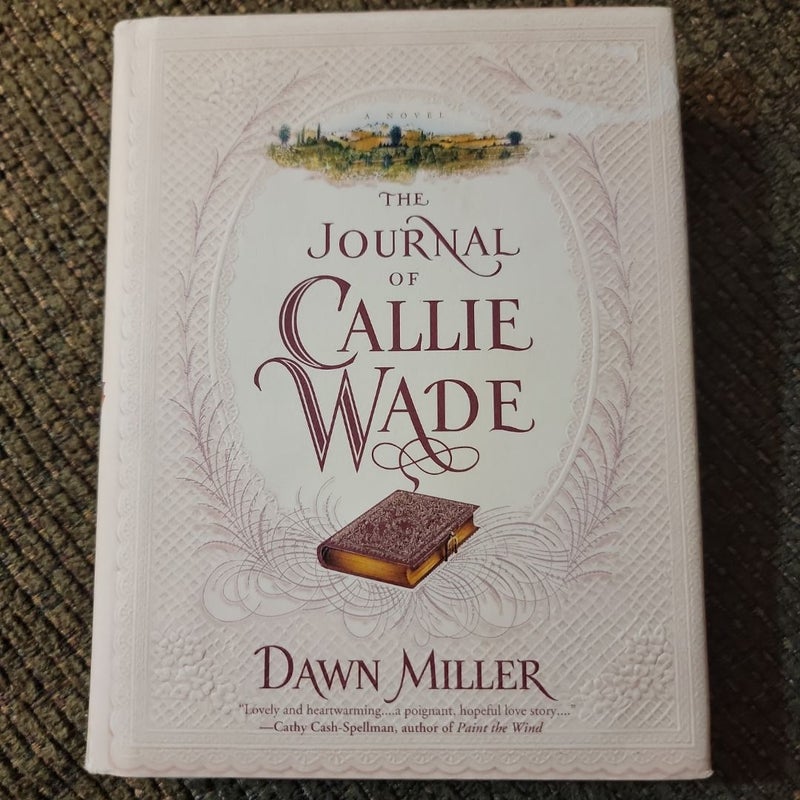 A NOVEL
THE
JOURNAL
OF
CALLIE
WADE
DAWN MILLER
"Lovely and heartwarming....a poignant, hopeful love story...."
—Cathy Cash-Spellman, author of Paint the Wind